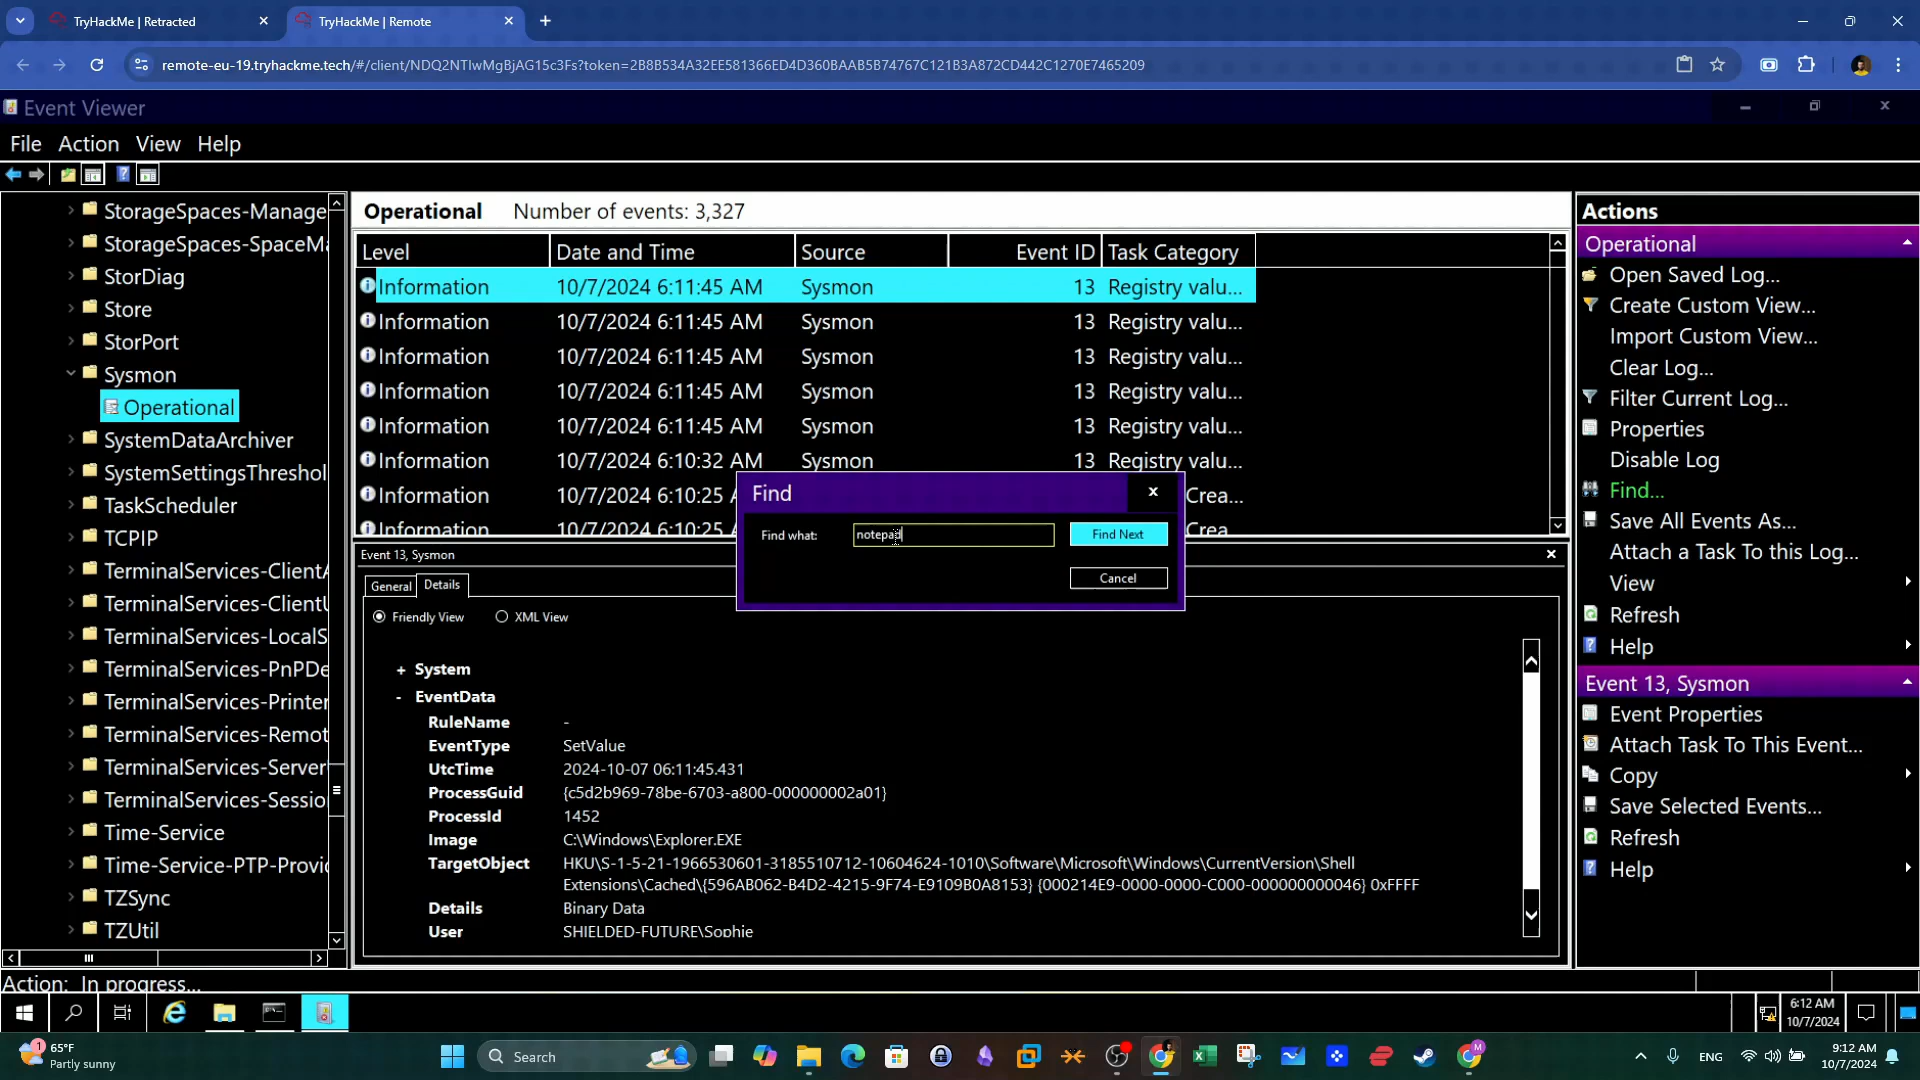 TryHackMe | Retracted
TryHackMe | Remote
remote-eu-19.tryhackme.tech/#/client/NDQ2NTIwMgBjAG15c3Fs?token=2B8B534A32EE581366ED4D360BAAB5B74767C121B3A872CD442C1270E7465209
Event Viewer
File Action View Help
StorageSpaces-Manage
StorageSpaces-SpaceMa
StorDiag
Store
StorPort
Sysmon
Operational
SystemDataArchiver
SystemSettingsThreshol
TaskScheduler
TCPIP
TerminalServices-ClientA
TerminalServices-ClientU
TerminalServices-LocalS
TerminalServices-PnPDe
TerminalServices-Printer
TerminalServices-Remot
TerminalServices-Server
TerminalServices-Sessio
Time-Service
Time-Service-PTP-Provid
TZSync
TZUtil
Operational Number of events: 3,327
Level Date and Time Source Event ID Task Category
Information 10/7/2024 6:11:45 AM Sysmon 13 Registry valu...
Information 10/7/2024 6:11:45 AM Sysmon 13 Registry valu...
Information 10/7/2024 6:11:45 AM Sysmon 13 Registry valu...
Information 10/7/2024 6:11:45 AM Sysmon 13 Registry valu...
Information 10/7/2024 6:11:45 AM Sysmon 13 Registry valu...
Information 10/7/2024 6:10:32 AM Sysmon 13 Registry valu...
Information 10/7/2024 6:10:25 A Crea...
Information 10/7/2024 6:10:25 Crea
Find
Find what: notepad Find Next
Cancel
Event 13, Sysmon
General Details
Friendly View XML View
+ System
- EventData
RuleName -
EventType SetValue
UtcTime 2024-10-07 06:11:45.431
ProcessGuid {c5d2b969-78be-6703-a800-000000002a01}
ProcessId 1452
Image C:\Windows\Explorer.EXE
TargetObject HKU\S-1-5-21-1966530601-3185510712-10604624-1010\Software\Microsoft\Windows\CurrentVersion\Shell
Extensions\Cached\{596AB062-B4D2-4215-9F74-E9109B0A8153} {000214E9-0000-0000-C000-000000000046} 0xFFFF
Details Binary Data
User SHIELDED-FUTURE\Sophie
Actions
Operational
Open Saved Log...
Create Custom View...
Import Custom View...
Clear Log...
Filter Current Log...
Properties
Disable Log
Find...
Save All Events As...
Attach a Task To this Log...
View
Refresh
Help
Event 13, Sysmon
Event Properties
Attach Task To This Event...
Copy
Save Selected Events...
Refresh
Help
Action: In progress...
6:12 AM
10/7/2024
1
65°F
Partly sunny
Search
M
ENG
9:12 AM
10/7/2024